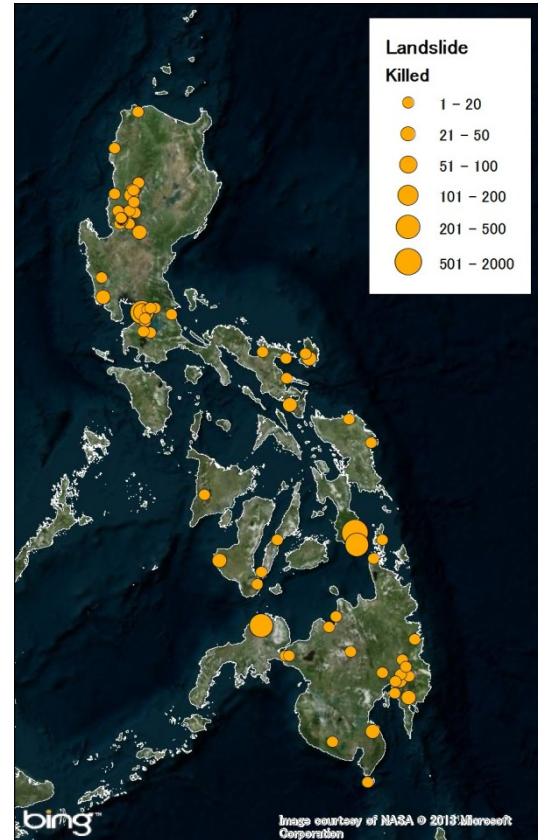 Landslide
Killed
1 - 20
21 - 50
51 - 100
101 - 200
201 - 500
501 - 2000
bing™
Image courtesy of NASA © 2013 Microsoft
Corporation